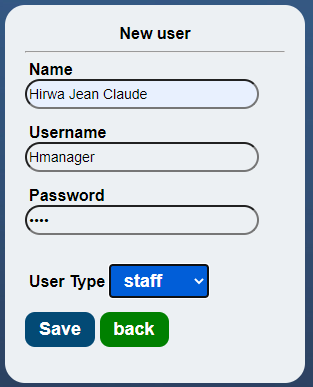 New user
Name
Hirwa Jean Claude
Username
Hmanager
Password
••••
User Type staff
Save back